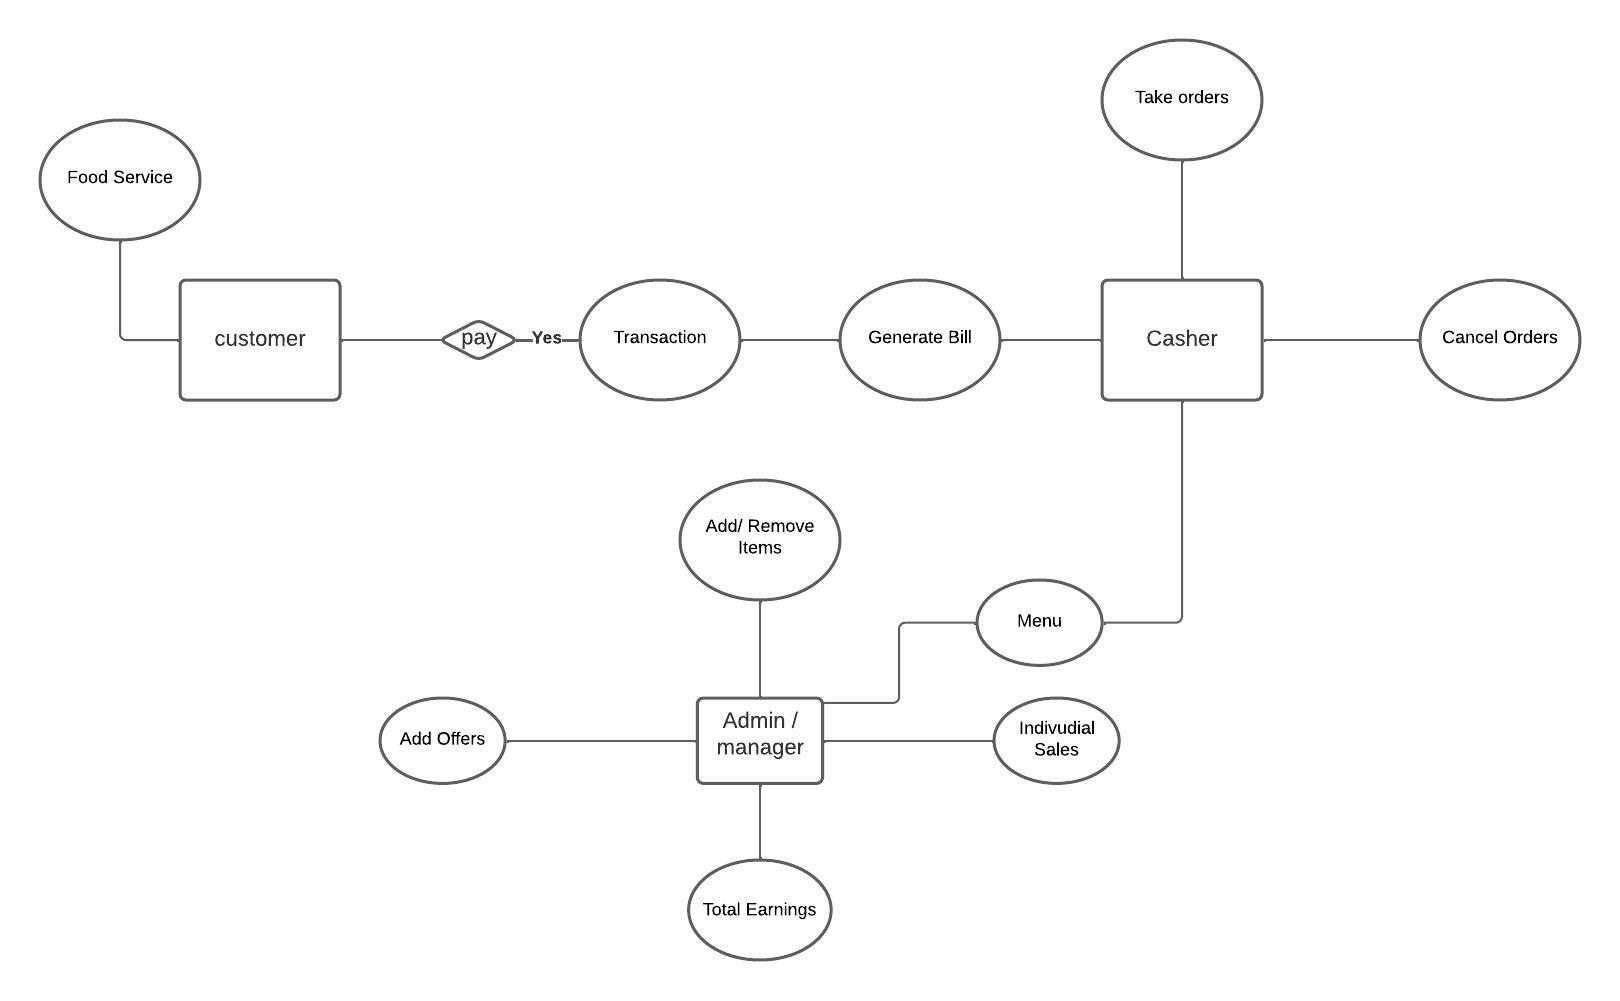 Take orders
Food Service
customer
pay
Yes
Transaction
Generate Bill
Casher
Cancel Orders
Add/ Remove
Items
Menu
Add Offers
Admin /
manager
Indivudial
Sales
Total Earnings